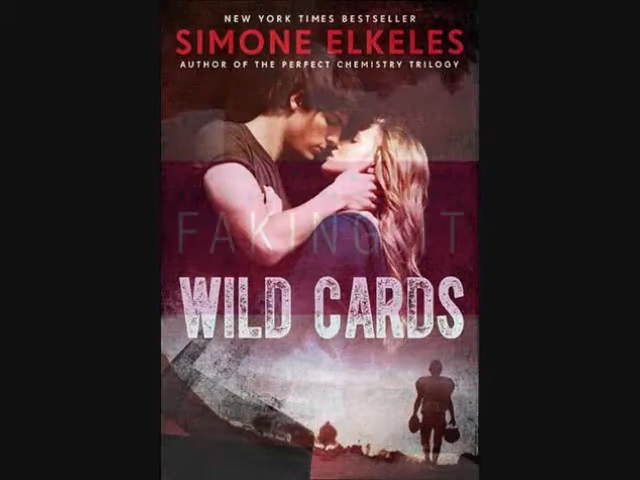 NEW YORK TIMES BESTSELLER
SIMONE ELKELES
AUTHOR OF THE PERFECT CHEMISTRY TRILOGY
FAKING IT
WILD CARDS